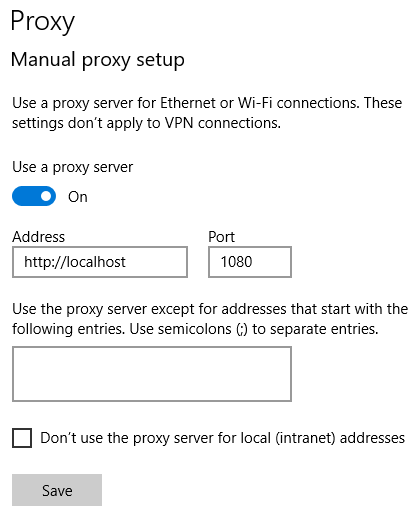 Proxy
Manual proxy setup
Use a proxy server for Ethernet or Wi-Fi connections. These
settings don't apply to VPN connections.
Use a proxy server
On
Address Port
http://localhost 1080
Use the proxy server except for addresses that start with the
following entries. Use semicolons (;) to separate entries.
Don't use the proxy server for local (intranet) addresses
Save